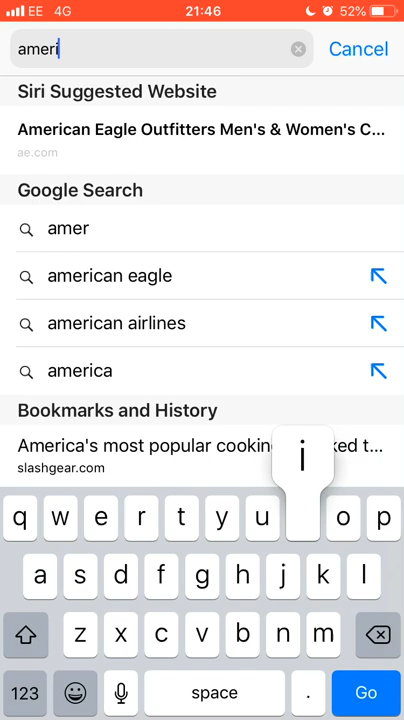 EE 4G 21:46 52%
ameri Cancel
Siri Suggested Website
American Eagle Outfitters Men's & Women's C...
ae.com
Google Search
amer
american eagle
american airlines
america
Bookmarks and History
America's most popular cookin ked t...
slashgear.com
i
q w e r t y u o p
a s d f g h j k l
z x c v b n m
123 space . Go